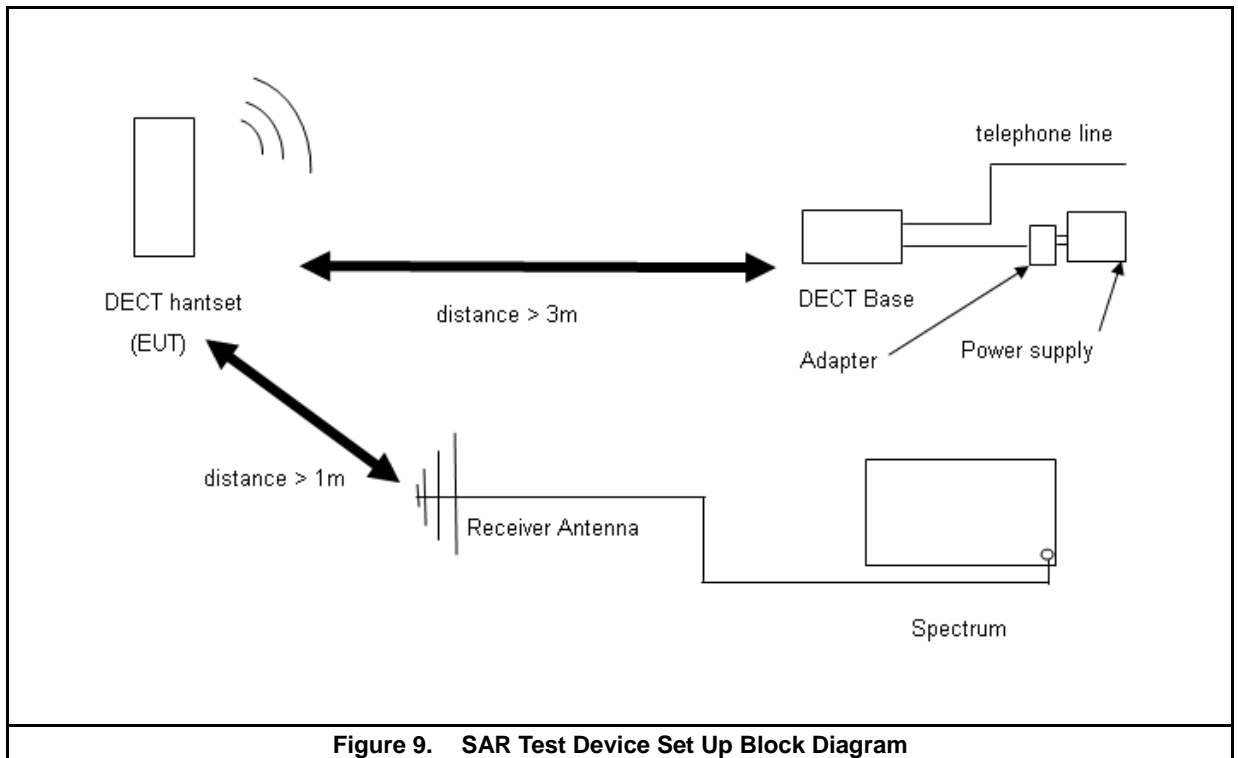 telephone line
DECT hantset
(EUT)
distance > 3m
DECT Base
Adapter
Power supply
distance > 1m
Receiver Antenna
Spectrum
Figure 9. SAR Test Device Set Up Block Diagram